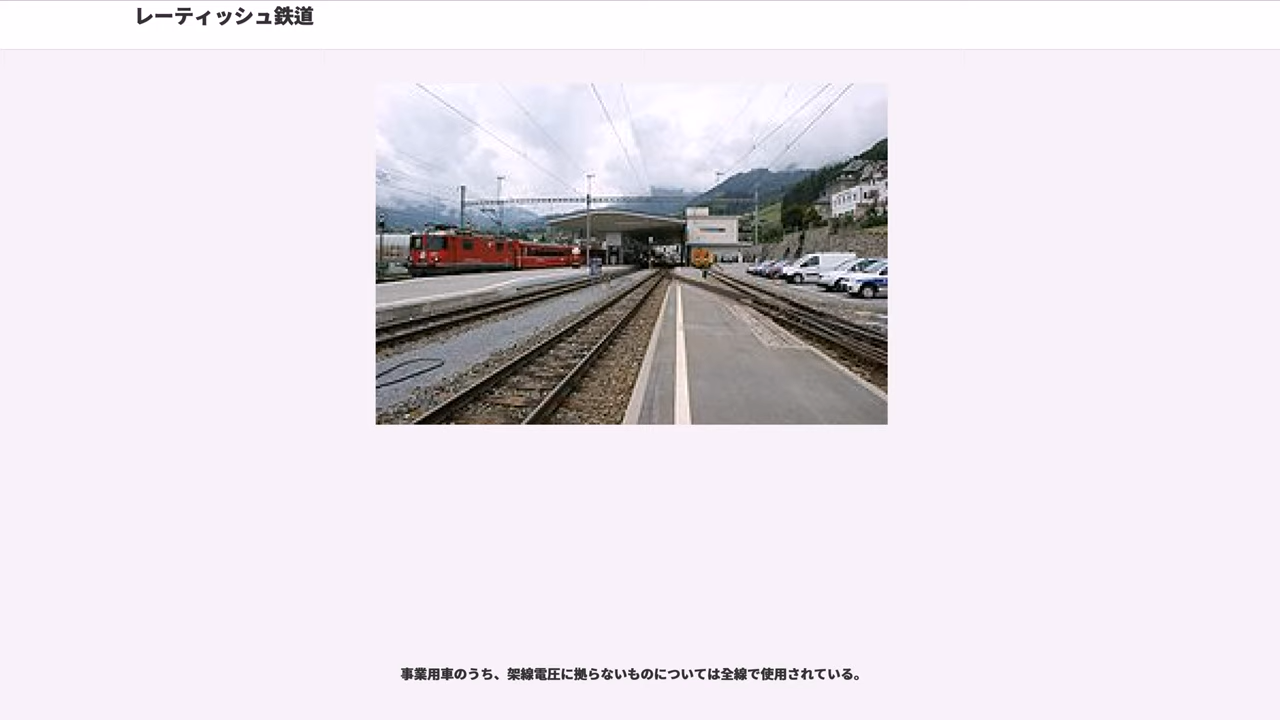 レーティッシュ鉄道
事業用車のうち、架線電圧に拠らないものについては全線で使用されている。